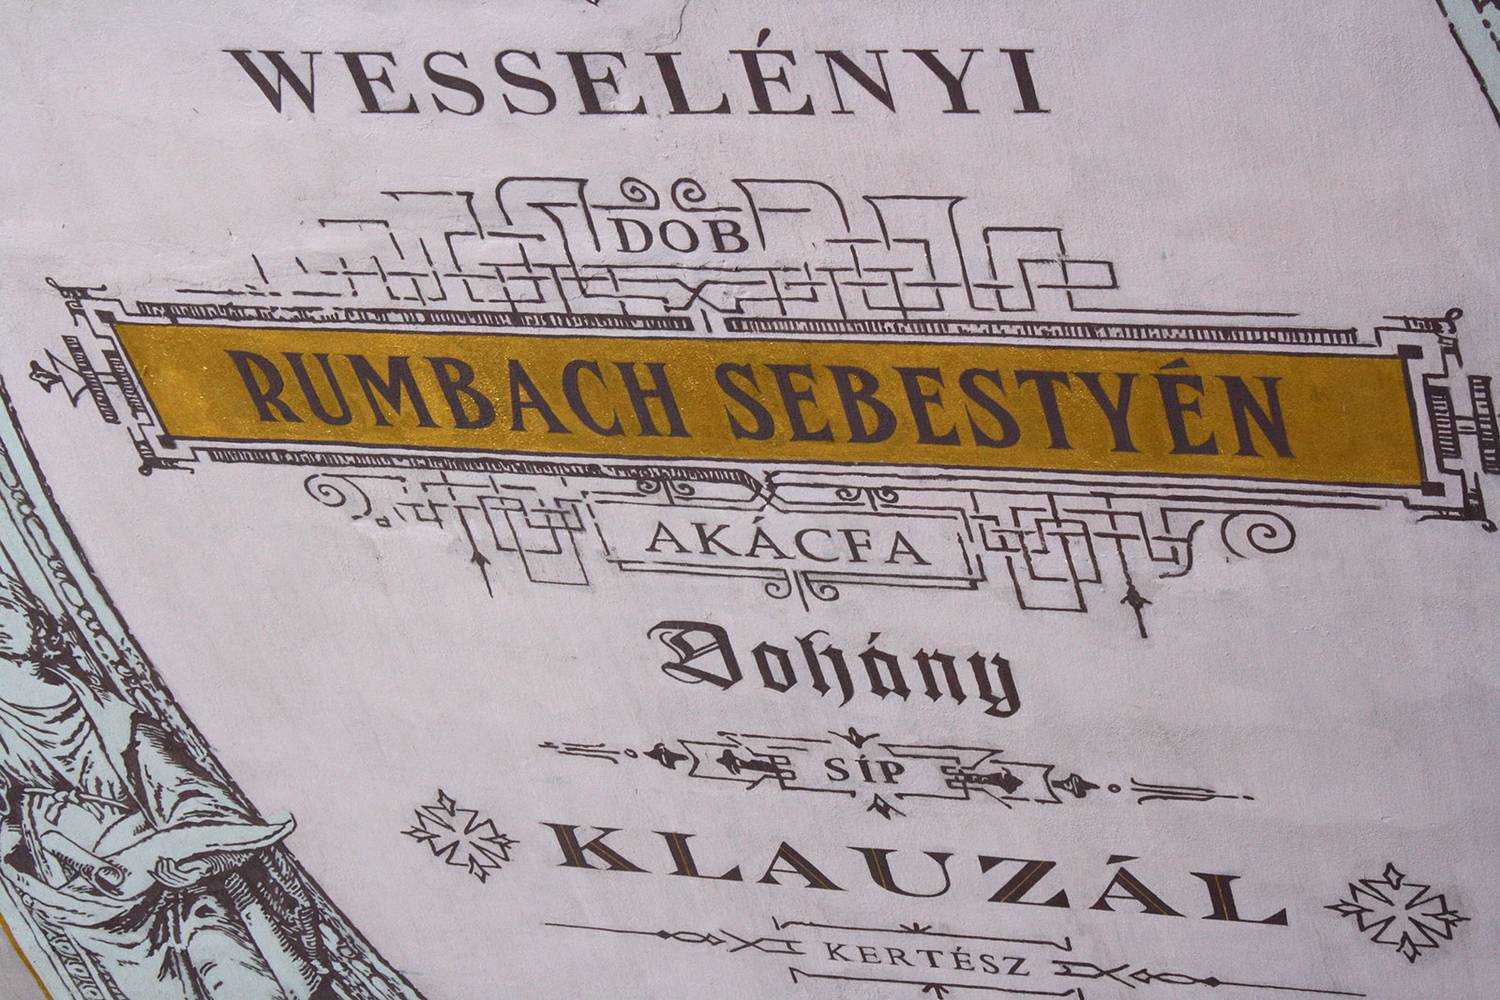 WESSELÉNYI
DOB
RUMBACH SEBESTYÉN
AKÁCFA
Dohány
SÍP
KLAUZÁL
KERTÉSZ